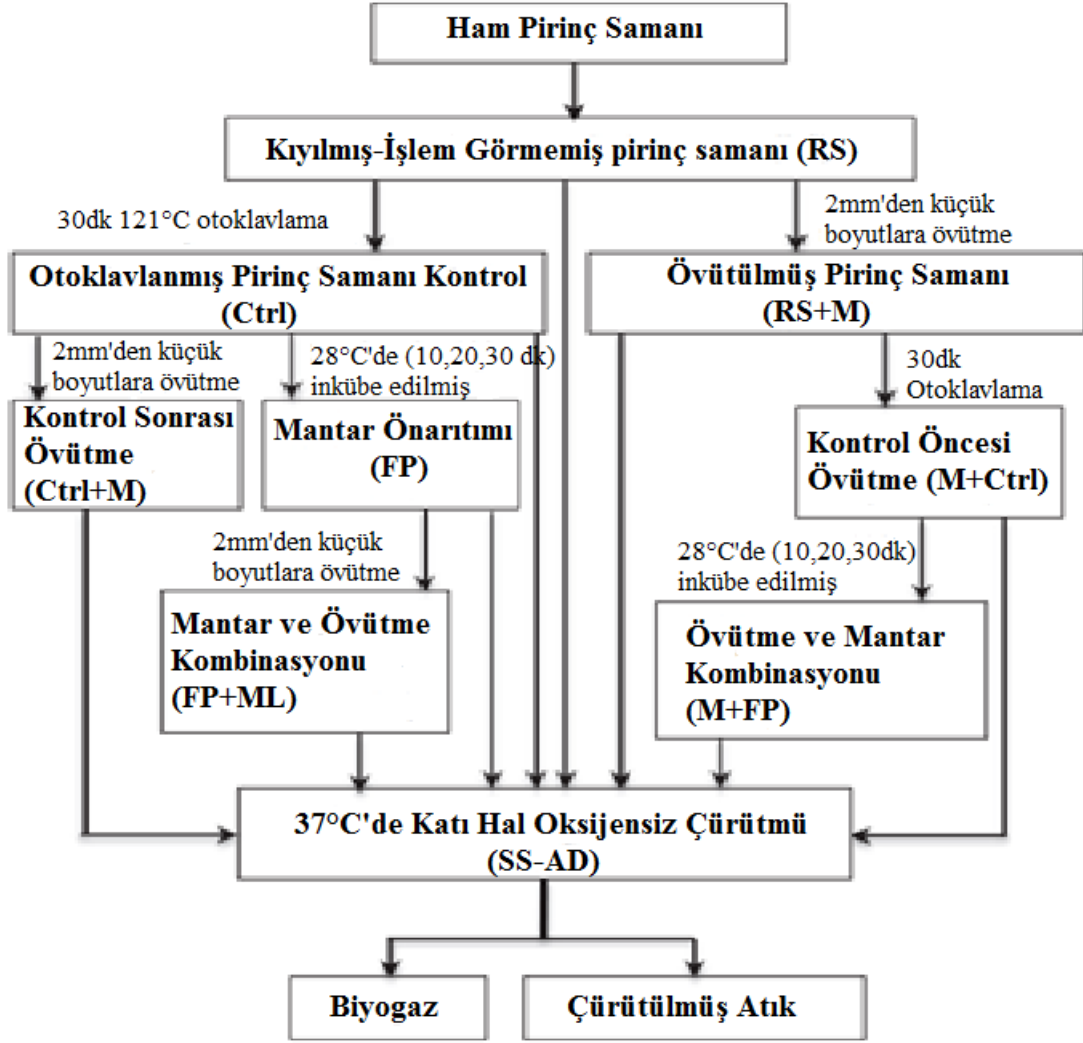 Ham Pirinç Samanı
Kıyılmış-İşlem Görmemiş pirinç samanı (RS)
30dk 121°C otoklavlama
2mm'den küçük
boyutlara övütme
Otoklavlanmış Pirinç Samanı Kontrol
(Ctrl)
Övütülmüş Pirinç Samanı
(RS+M)
2mm'den küçük
boyutlara övütme
28°C'de (10,20,30 dk)
inkübe edilmiş
30dk
Otoklavlama
Kontrol Sonrası
Övütme
(Ctrl+M)
Mantar Önarıtımı
(FP)
Kontrol Öncesi
Övütme (M+Ctrl)
2mm'den küçük
boyutlara övütme
28°C'de (10,20,30dk)
inkübe edilmiş
Mantar ve Övütme
Kombinasyonu
(FP+ML)
Övütme ve Mantar
Kombinasyonu
(M+FP)
37°C'de Katı Hal Oksijensiz Çürütmü
(SS-AD)
Biyogaz
Çürütülmüş Atık